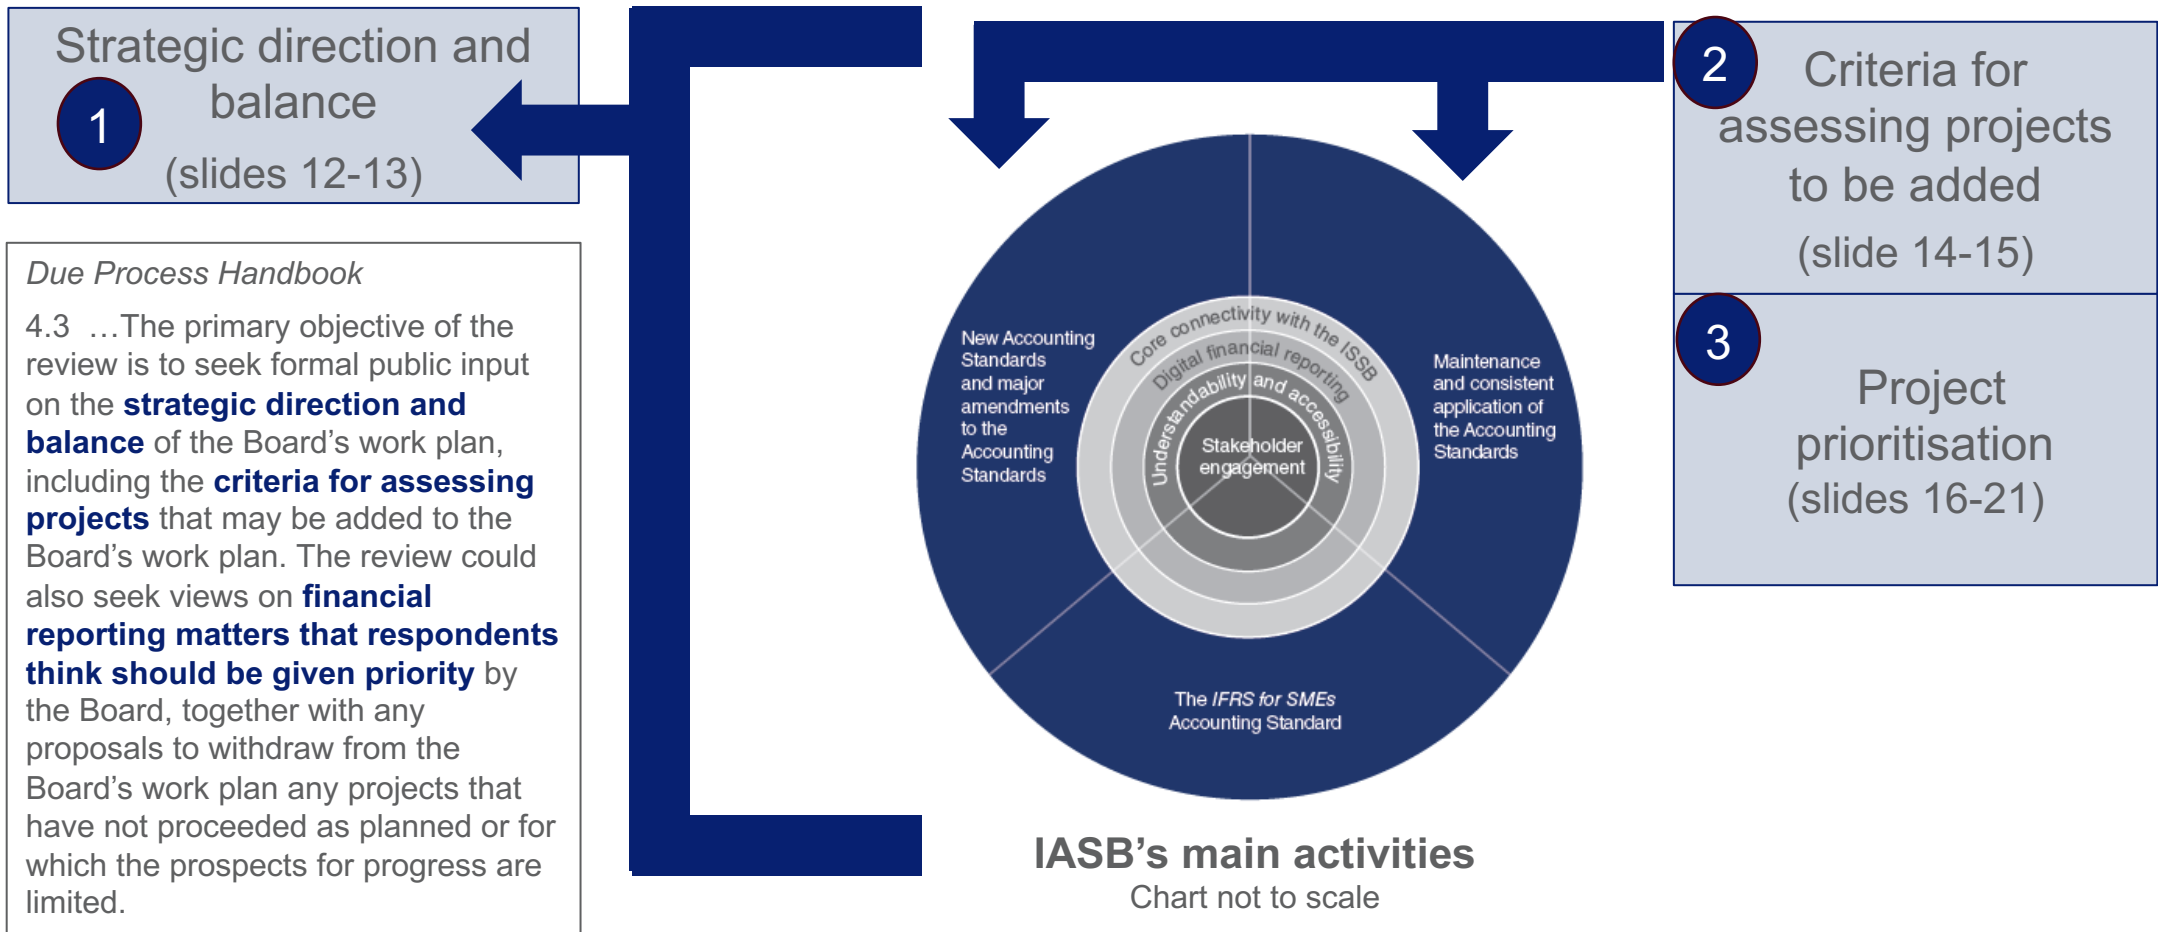 Strategic direction and
balance
1
(slides 12-13)
Due Process Handbook
4.3 …The primary objective of the
review is to seek formal public input
on the strategic direction and
balance of the Board’s work plan,
including the criteria for assessing
projects that may be added to the
Board’s work plan. The review could
also seek views on financial
reporting matters that respondents
think should be given priority by
the Board, together with any
proposals to withdraw from the
Board’s work plan any projects that
have not proceeded as planned or for
which the prospects for progress are
limited.
New Accounting
Standards
and major
amendments
to the
Accounting
Standards
Core connectivity with the ISSB
Digital financial reporting
Understandability and accessibility
Stakeholder
engagement
Maintenance
and consistent
application of
the Accounting
Standards
The IFRS for SMEs
Accounting Standard
IASB’s main activities
Chart not to scale
2
Criteria for
assessing projects
to be added
(slide 14-15)
3
Project
prioritisation
(slides 16-21)